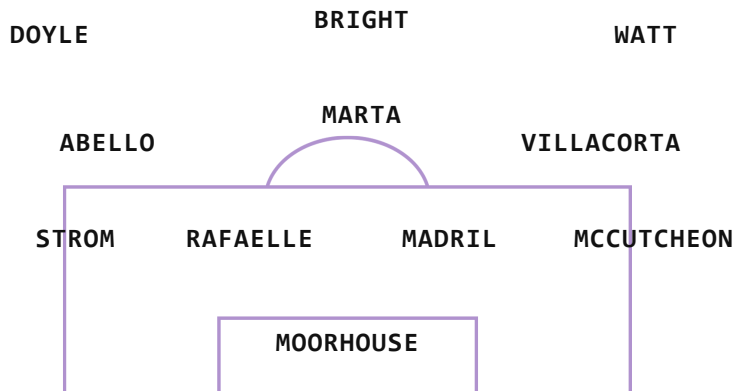 BRIGHT
DOYLE WATT
MARTA
ABELLO VILLACORTA
STROM RAFAELLE MADRIL MCCUTCHEON
MOORHOUSE